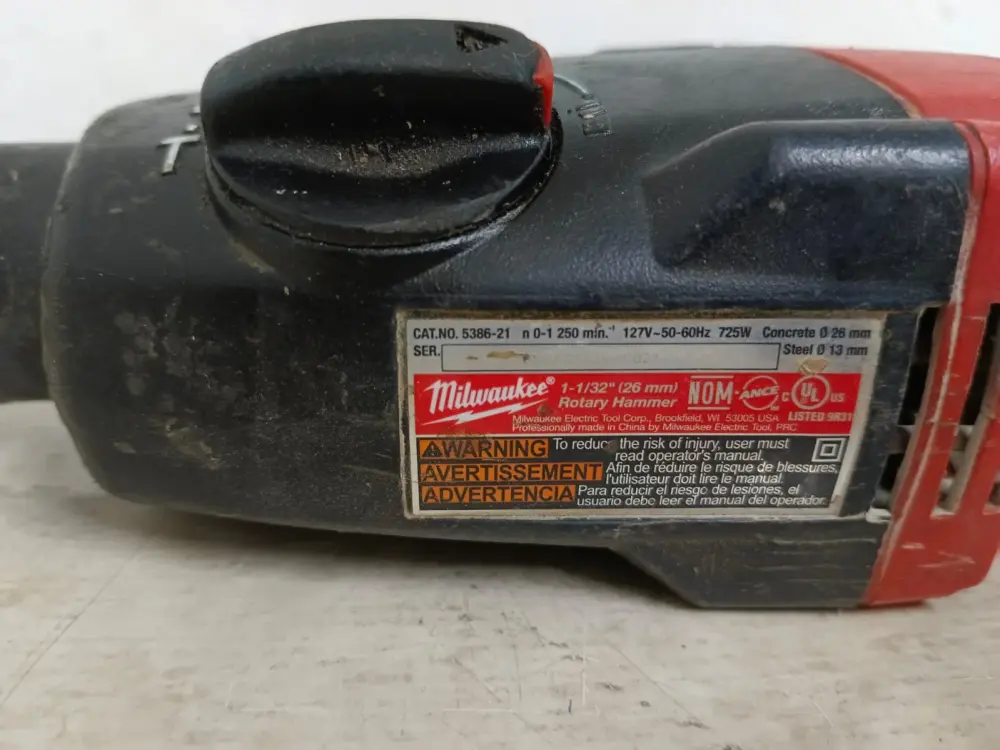 CAT.NO. 5386-21 n 0-1 250 min.⁻¹ 127V~50-60Hz 725W Concrete Ø 26 mm
SER. Steel Ø 13 mm
Milwaukee® 1-1/32" (26 mm) NOM-ANCE C UL US
Rotary Hammer LISTED 9R31
Milwaukee Electric Tool Corp., Brookfield, WI 53005 USA
Professionally made in China by Milwaukee Electric Tool, PRC
WARNING To reduc the risk of injury, user must
read operator's manual.
AVERTISSEMENT Afin de réduire le risque de blessures,
l'utilisateur doit lire le manual.
ADVERTENCIA Para reducir el riesgo de lesiones, el
usuario debe leer el manual del operador.